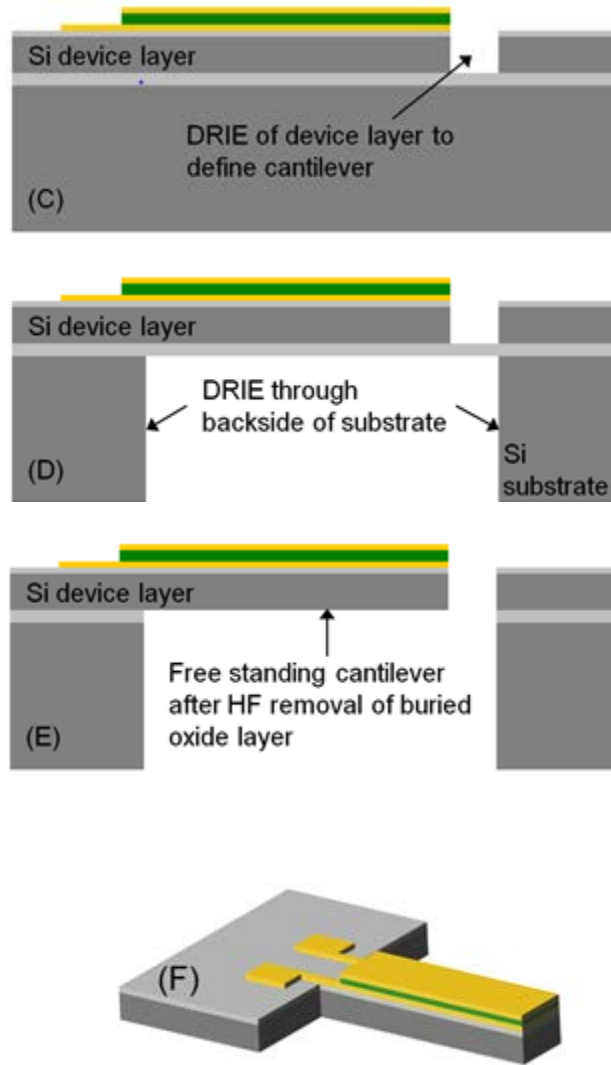 Si device layer
DRIE of device layer to
define cantilever
(C)
Si device layer
DRIE through
backside of substrate
(D)
Si
substrate
Si device layer
Free standing cantilever
after HF removal of buried
oxide layer
(E)
(F)